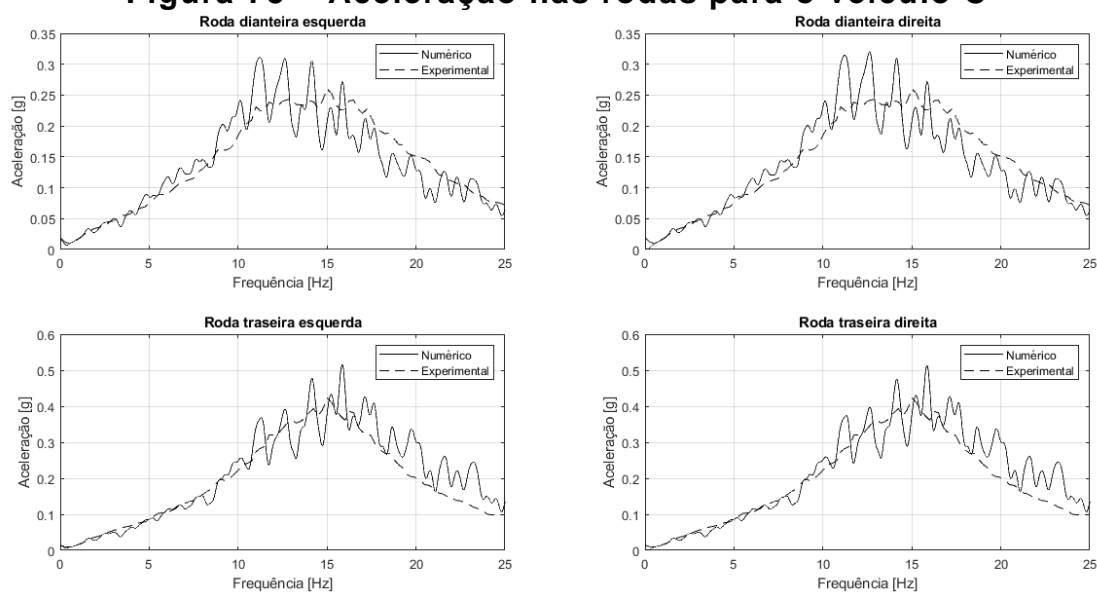 Figura – Aceleração nas rodas para o veículo
Roda dianteira esquerda
0.35
0.3
0.25
0.2
0.15
0.1
0.05
0
Aceleração [g]
Numérico
Experimental
0 5 10 15 20 25
Frequência [Hz]
Roda dianteira direita
0.35
0.3
0.25
0.2
0.15
0.1
0.05
0
Aceleração [g]
Numérico
Experimental
0 5 10 15 20 25
Frequência [Hz]
Roda traseira esquerda
0.6
0.5
0.4
0.3
0.2
0.1
0
Aceleração [g]
Numérico
Experimental
0 5 10 15 20 25
Frequência [Hz]
Roda traseira direita
0.6
0.5
0.4
0.3
0.2
0.1
0
Aceleração [g]
Numérico
Experimental
0 5 10 15 20 25
Frequência [Hz]